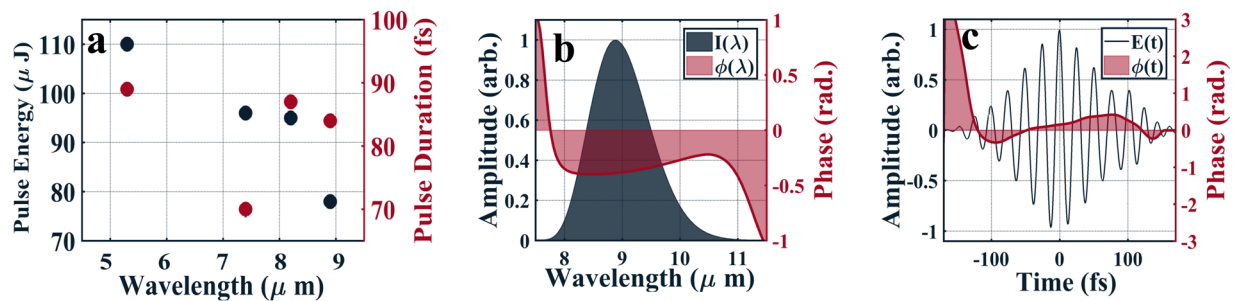 a
Pulse Energy (μ J)
110
100
90
80
70
5
6
7
8
9
Wavelength (μ m)
100
90
80
70
Pulse Duration (fs)
b
Amplitude (arb.)
1
0.8
0.6
0.4
0.2
0
8
9
10
11
Wavelength (μ m)
I(λ)
ϕ(λ)
1
0.5
0
-0.5
-1
Phase (rad.)
c
Amplitude (arb.)
1
0.5
0
-0.5
-1
-100
0
100
Time (fs)
E(t)
ϕ(t)
3
2
1
0
-1
-2
-3
Phase (rad.)